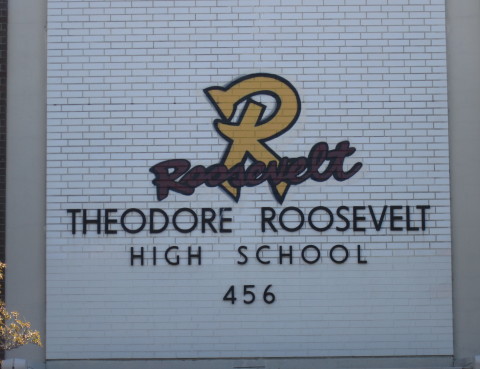 R
Roosevelt
THEODORE ROOSEVELT
HIGH SCHOOL
456